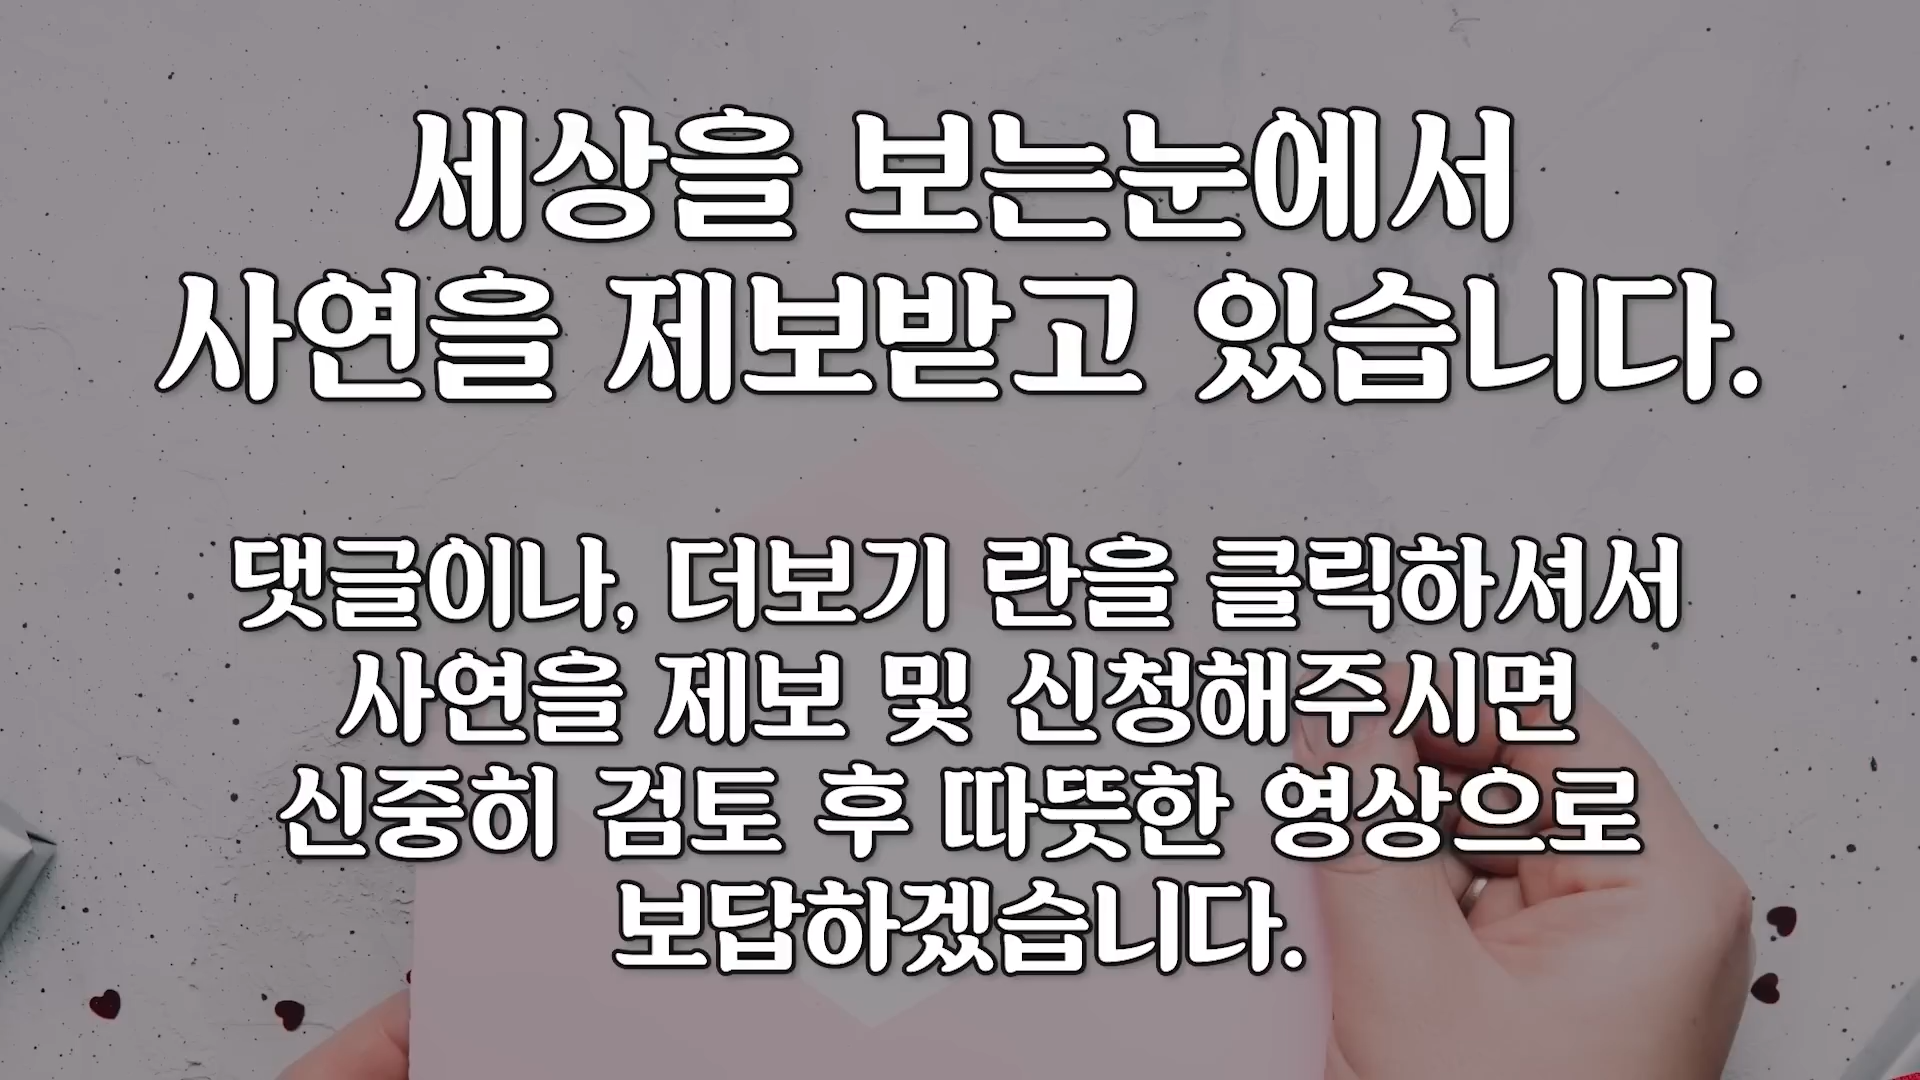 세상을 보는눈에서
사연을 제보받고 있습니다.
댓글이나, 더보기 란을 클릭하셔서
사연을 제보 및 신청해주시면
신중히 검토 후 따뜻한 영상으로
보답하겠습니다.